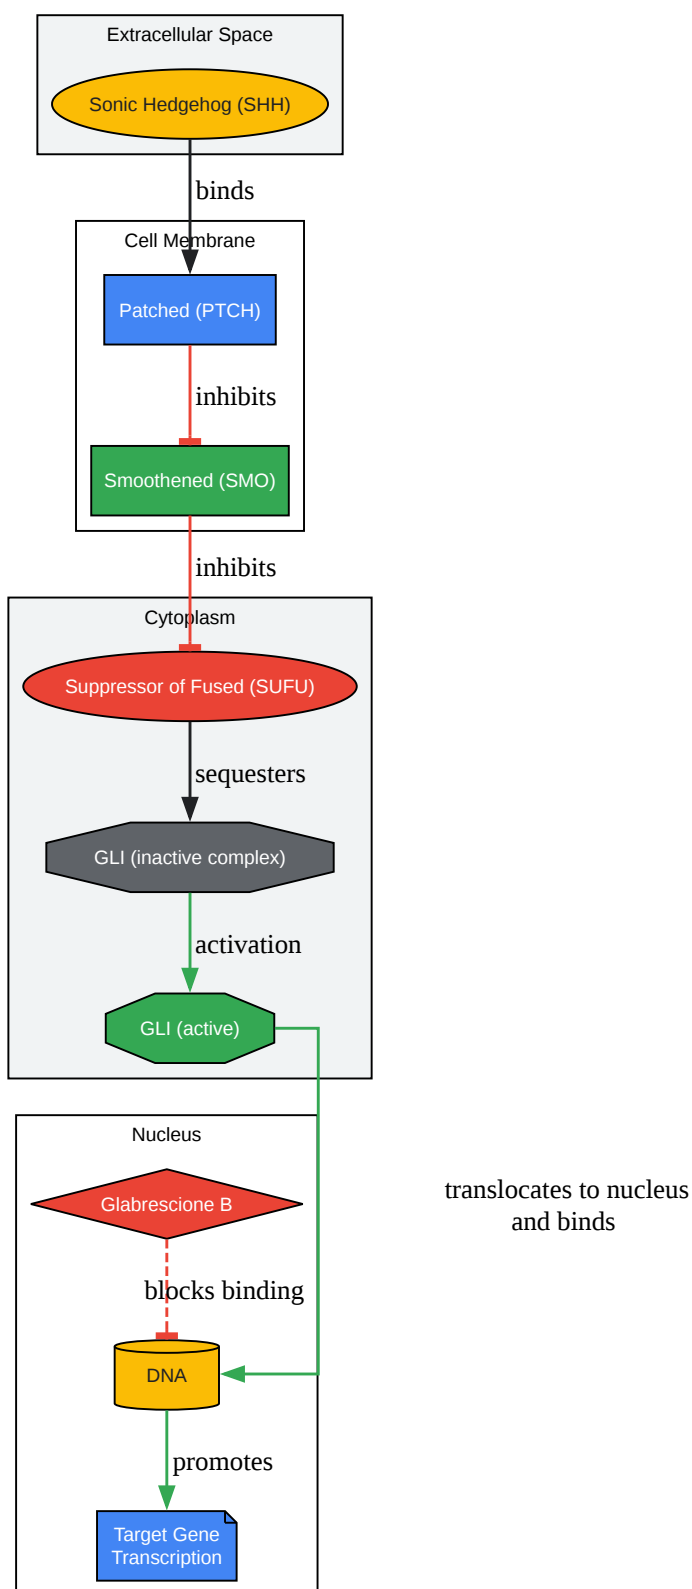 Extracellular Space
Sonic Hedgehog (SHH)
binds
Cell Membrane
Patched (PTCH)
inhibits
Smoothened (SMO)
inhibits
Cytoplasm
Suppressor of Fused (SUFU)
sequesters
GLI (inactive complex)
activation
GLI (active)
Nucleus
translocates to nucleus
and binds
Glabrescione B
blocks binding
DNA
promotes
Target Gene
Transcription